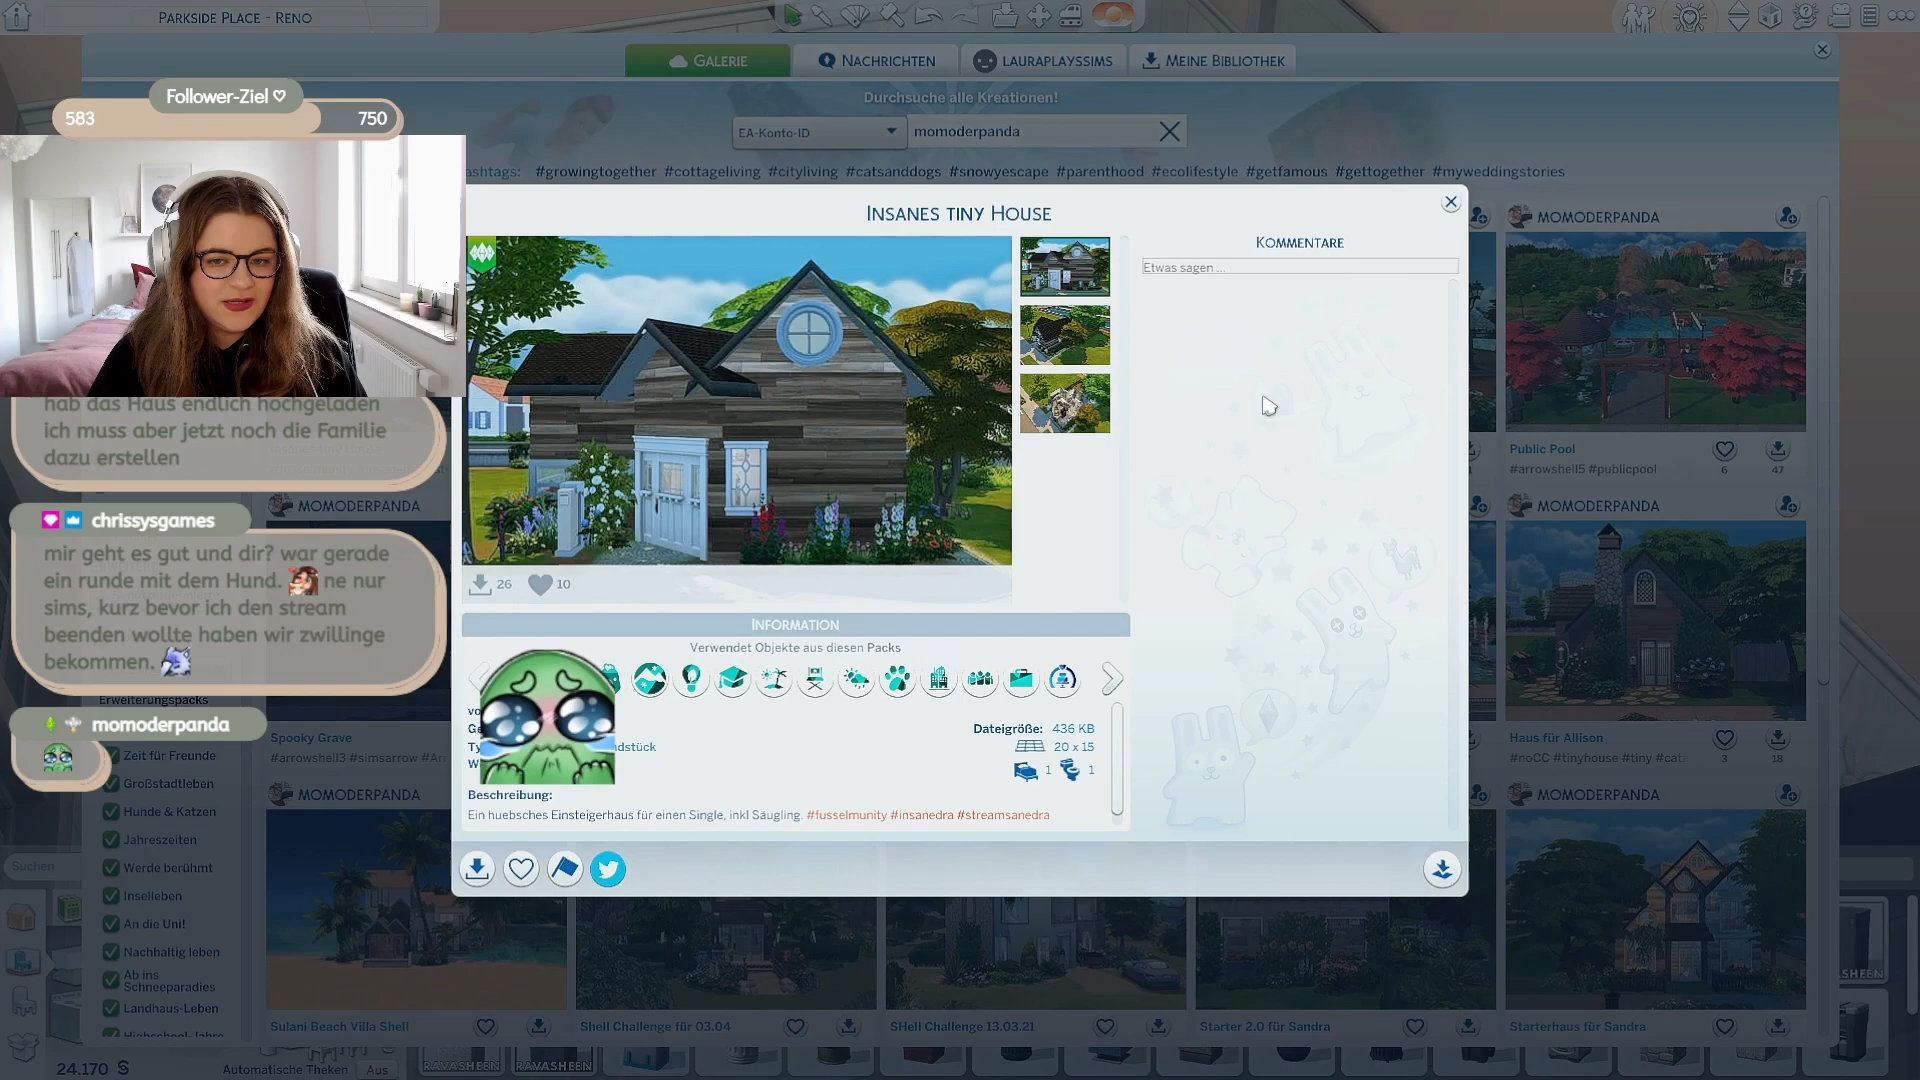 PARKSIDE PLACE - RENO
GALERIE
NACHRICHTEN
LAURAPLAYSSIMS
MEINE BIBLIOTHEK
Durchsuche alle Kreationen!
EA-Konto-ID
momoderpanda
#growingtogether #cottageliving #cityliving #catsanddogs #snowyescape #parenthood #ecolifestyle #getfamous #gettogether #myweddingstories
Follower-Ziel ♡
583
750
hab das Haus endlich hochgeladen
ich muss aber jetzt noch die Familie
dazu erstellen
chrissysgames
mir geht es gut und dir? war gerade
ein runde mit dem Hund. ne nur
sims, kurz bevor ich den stream
beenden wollte haben wir zwillinge
bekommen.
Erweiterungspacks
momoderpanda
Zeit für Freunde
Großstadtleben
Hunde & Katzen
Jahreszeiten
Werde berühmt
Inselleben
An die Uni!
Nachhaltig leben
Ab ins
Schneeparadies
Landhaus-Leben
Highschool-Jahre
Suchen
24.170 §
Automatische Theken
Aus
INSANES TINY HOUSE
26
10
INFORMATION
Verwendet Objekte aus diesen Packs
Dateigröße: 436 KB
20 x 15
1
1
Beschreibung:
Ein huebsches Einsteigerhaus für einen Single, inkl Säugling. #fusselmunity #insanedra #streamsanedra
KOMMENTARE
Etwas sagen ...
MOMODERPANDA
Public Pool
#arrowshell5 #publicpool
6
47
MOMODERPANDA
Haus für Allison
#noCC #tinyhouse #tiny #cat
3
18
MOMODERPANDA
Starterhaus für Sandra
MOMODERPANDA
Spooky Grave
#arrowshell3 #simsarrow
MOMODERPANDA
Sulani Beach Villa Shell
Shell Challenge für 03.04
SHell Challenge 13.03.21
Starter 2.0 für Sandra
RAVASHEEN
RAVASHEEN